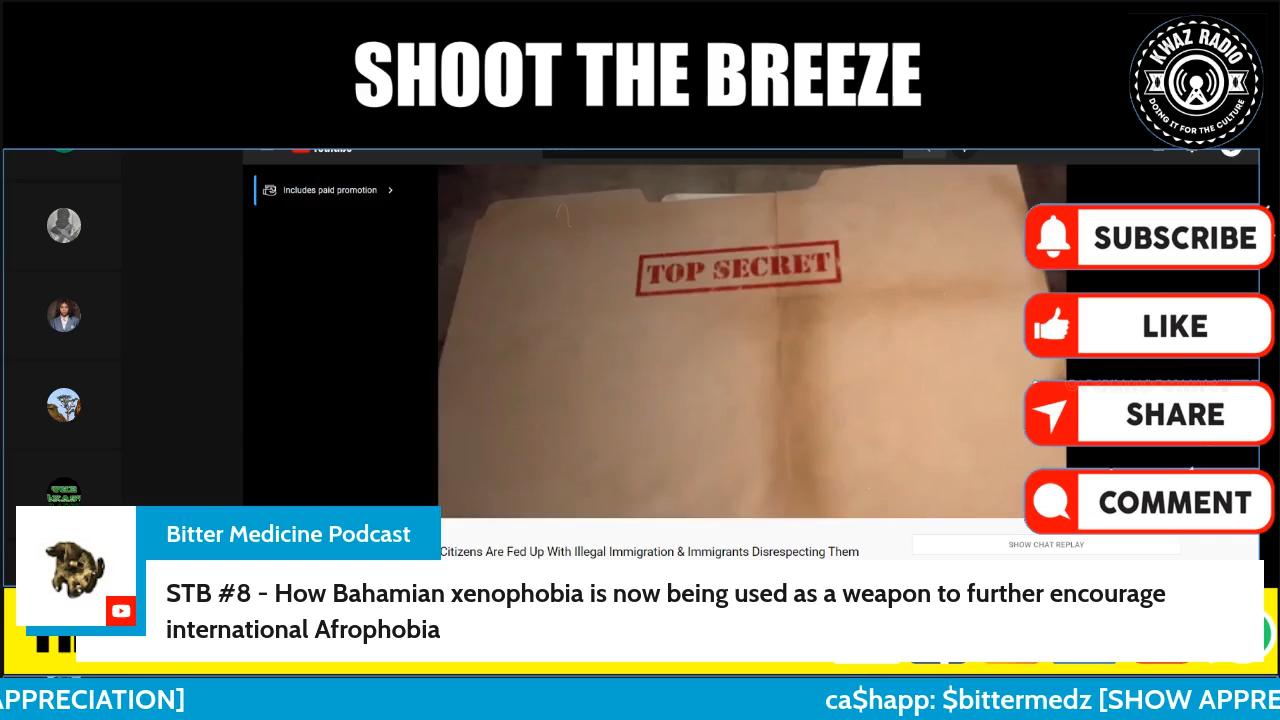 SHOOT THE BREEZE
KWAZ RADIO
DOING IT FOR THE CULTURE
Includes paid promotion
TOP SECRET
SUBSCRIBE
LIKE
SHARE
COMMENT
SHOW CHAT REPLAY
Citizens Are Fed Up With Illegal Immigration & Immigrants Disrespecting Them
Bitter Medicine Podcast
STB #8 - How Bahamian xenophobia is now being used as a weapon to further encourage
international Afrophobia
APPRECIATION]
ca$happ: $bittermedz [SHOW APPRE